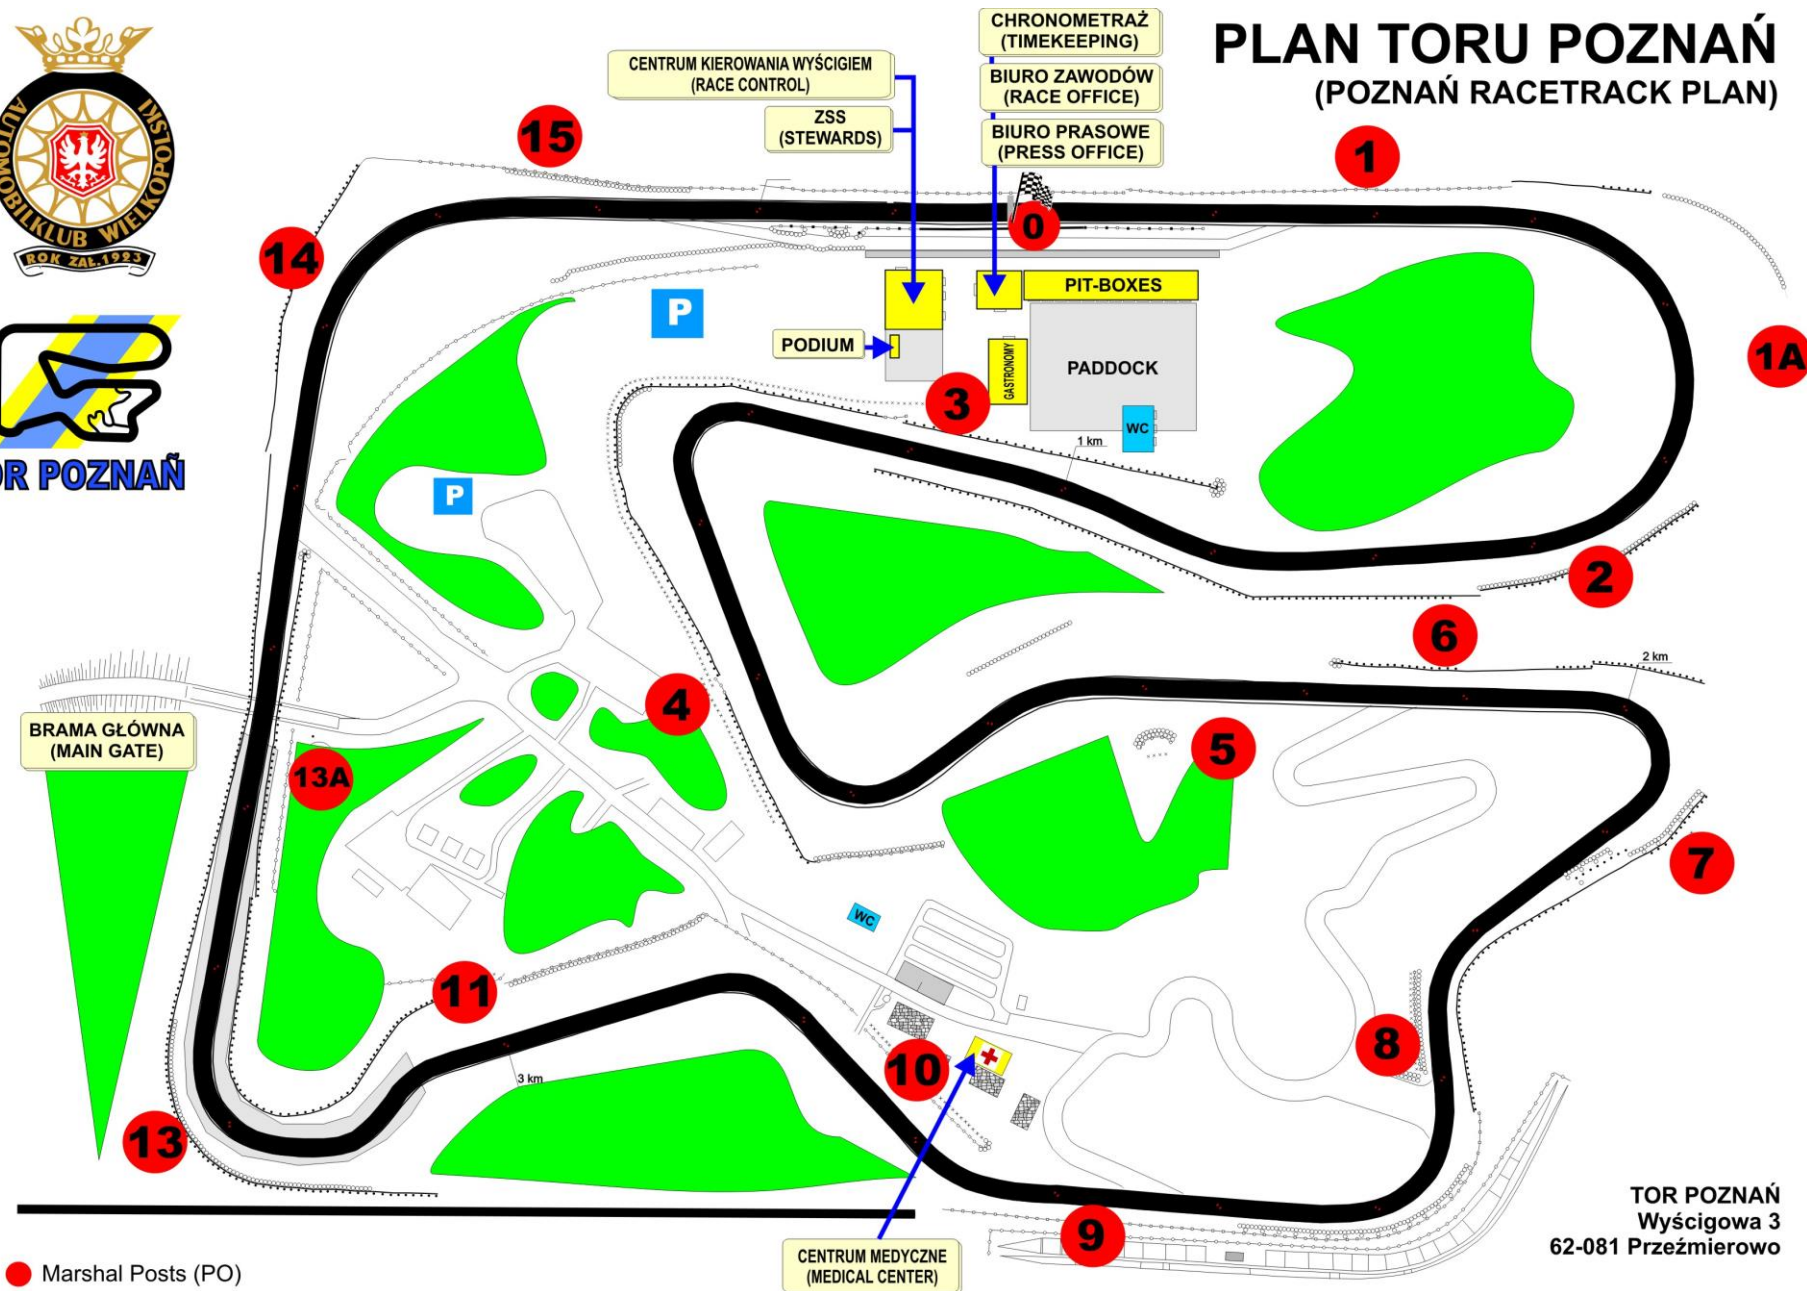 PLAN TORU POZNAŃ
(POZNAŃ RACETRACK PLAN)
CHRONOMETRAŻ
(TIMEKEEPING)
BIURO ZAWODÓW
(RACE OFFICE)
BIURO PRASOWE
(PRESS OFFICE)
CENTRUM KIEROWANIA WYŚCIGIEM
(RACE CONTROL)
ZSS
(STEWARDS)
AUTOMOBILKLUB WIELKOPOLSKI
ROK ZAŁ.1923
15
1
0
14
P
PIT-BOXES
PODIUM
GASTRONOMY
PADDOCK
1A
3
WC
1 km
OR POZNAŃ
P
2
6
2 km
4
BRAMA GŁÓWNA
(MAIN GATE)
13A
5
7
WC
11
8
10
3 km
13
9
TOR POZNAŃ
Wyścigowa 3
62-081 Przeźmierowo
CENTRUM MEDYCZNE
(MEDICAL CENTER)
Marshal Posts (PO)